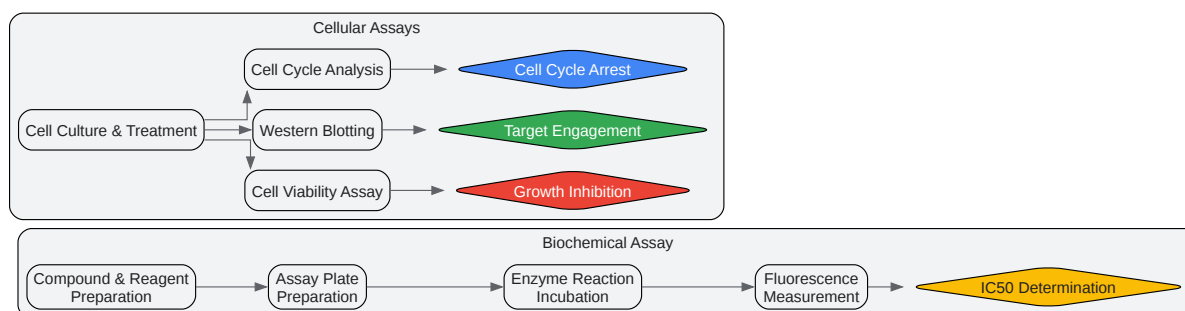 Cellular Assays
Cell Cycle Analysis
Cell Cycle Arrest
Cell Culture & Treatment
Western Blotting
Target Engagement
Cell Viability Assay
Growth Inhibition
Biochemical Assay
Compound & Reagent
Preparation
Assay Plate
Preparation
Enzyme Reaction
Incubation
Fluorescence
Measurement
IC50 Determination